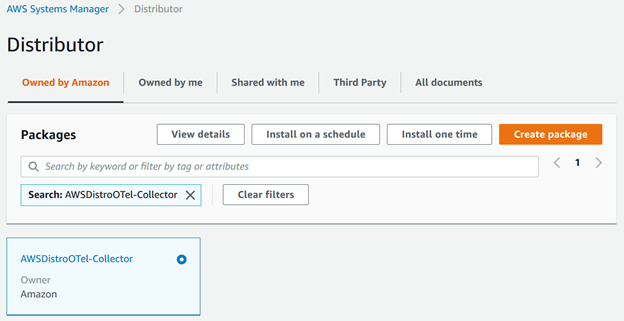 AWS Systems Manager > Distributor
Distributor
Owned by Amazon Owned by me Shared with me Third Party All documents
Packages View details Install on a schedule Install one time Create package
Search by keyword or filter by tag or attributes 1
Search: AWSDistroOTel-Collector Clear filters
AWSDistroOTel-Collector
Owner
Amazon